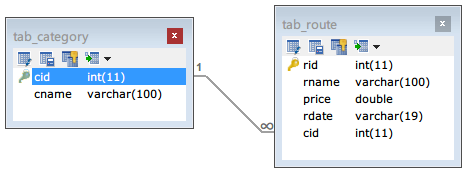 tab_category
x
cid int(11)
cname varchar(100)
1
∞
tab_route
x
rid int(11)
rname varchar(100)
price double
rdate varchar(19)
cid int(11)